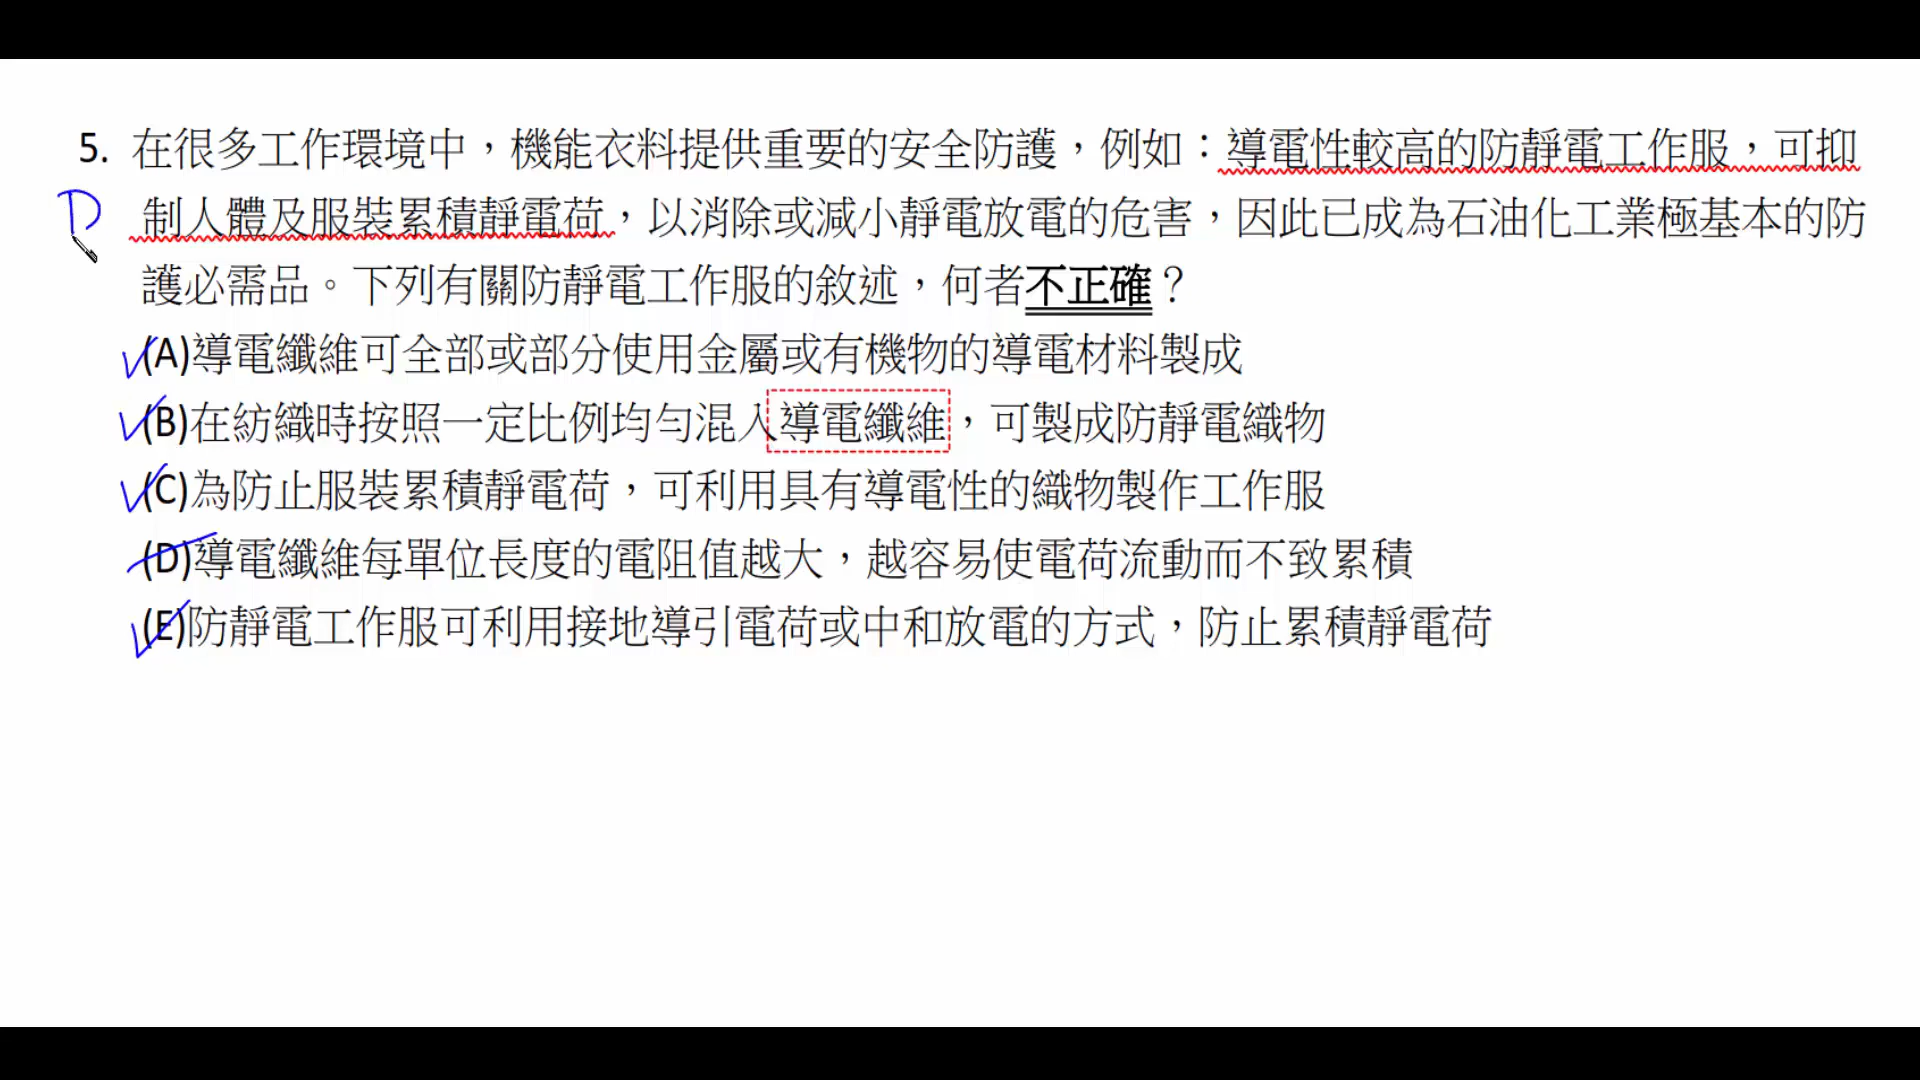 5. 在很多工作環境中，機能衣料提供重要的安全防護，例如：導電性較高的防靜電工作服，可抑
D 制人體及服裝累積靜電荷，以消除或減小靜電放電的危害，因此已成為石油化工業極基本的防
護必需品。下列有關防靜電工作服的敘述，何者不正確？
(A)導電纖維可全部或部分使用金屬或有機物的導電材料製成
(B)在紡織時按照一定比例均勻混入導電纖維，可製成防靜電織物
(C)為防止服裝累積靜電荷，可利用具有導電性的織物製作工作服
(D)導電纖維每單位長度的電阻值越大，越容易使電荷流動而不致累積
(E)防靜電工作服可利用接地導引電荷或中和放電的方式，防止累積靜電荷